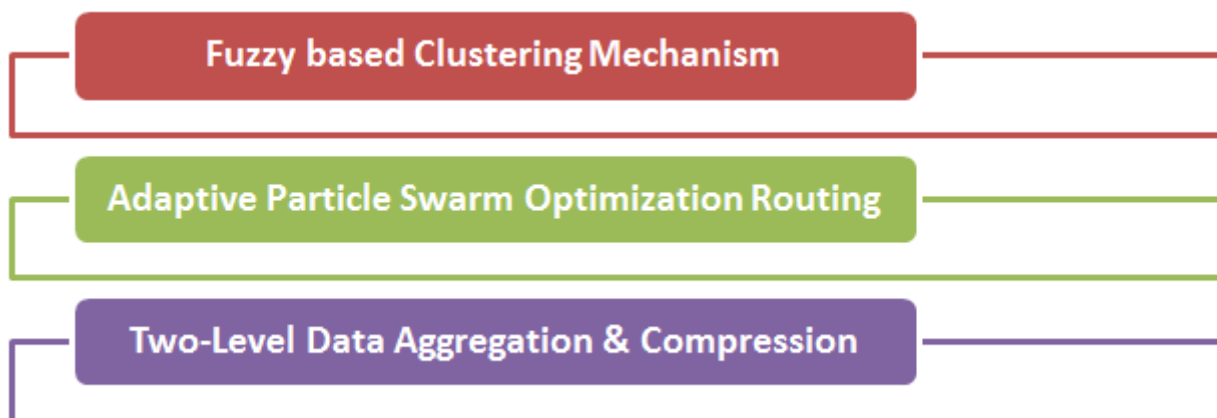 Fuzzy based Clustering Mechanism
Adaptive Particle Swarm Optimization Routing
Two-Level Data Aggregation & Compression